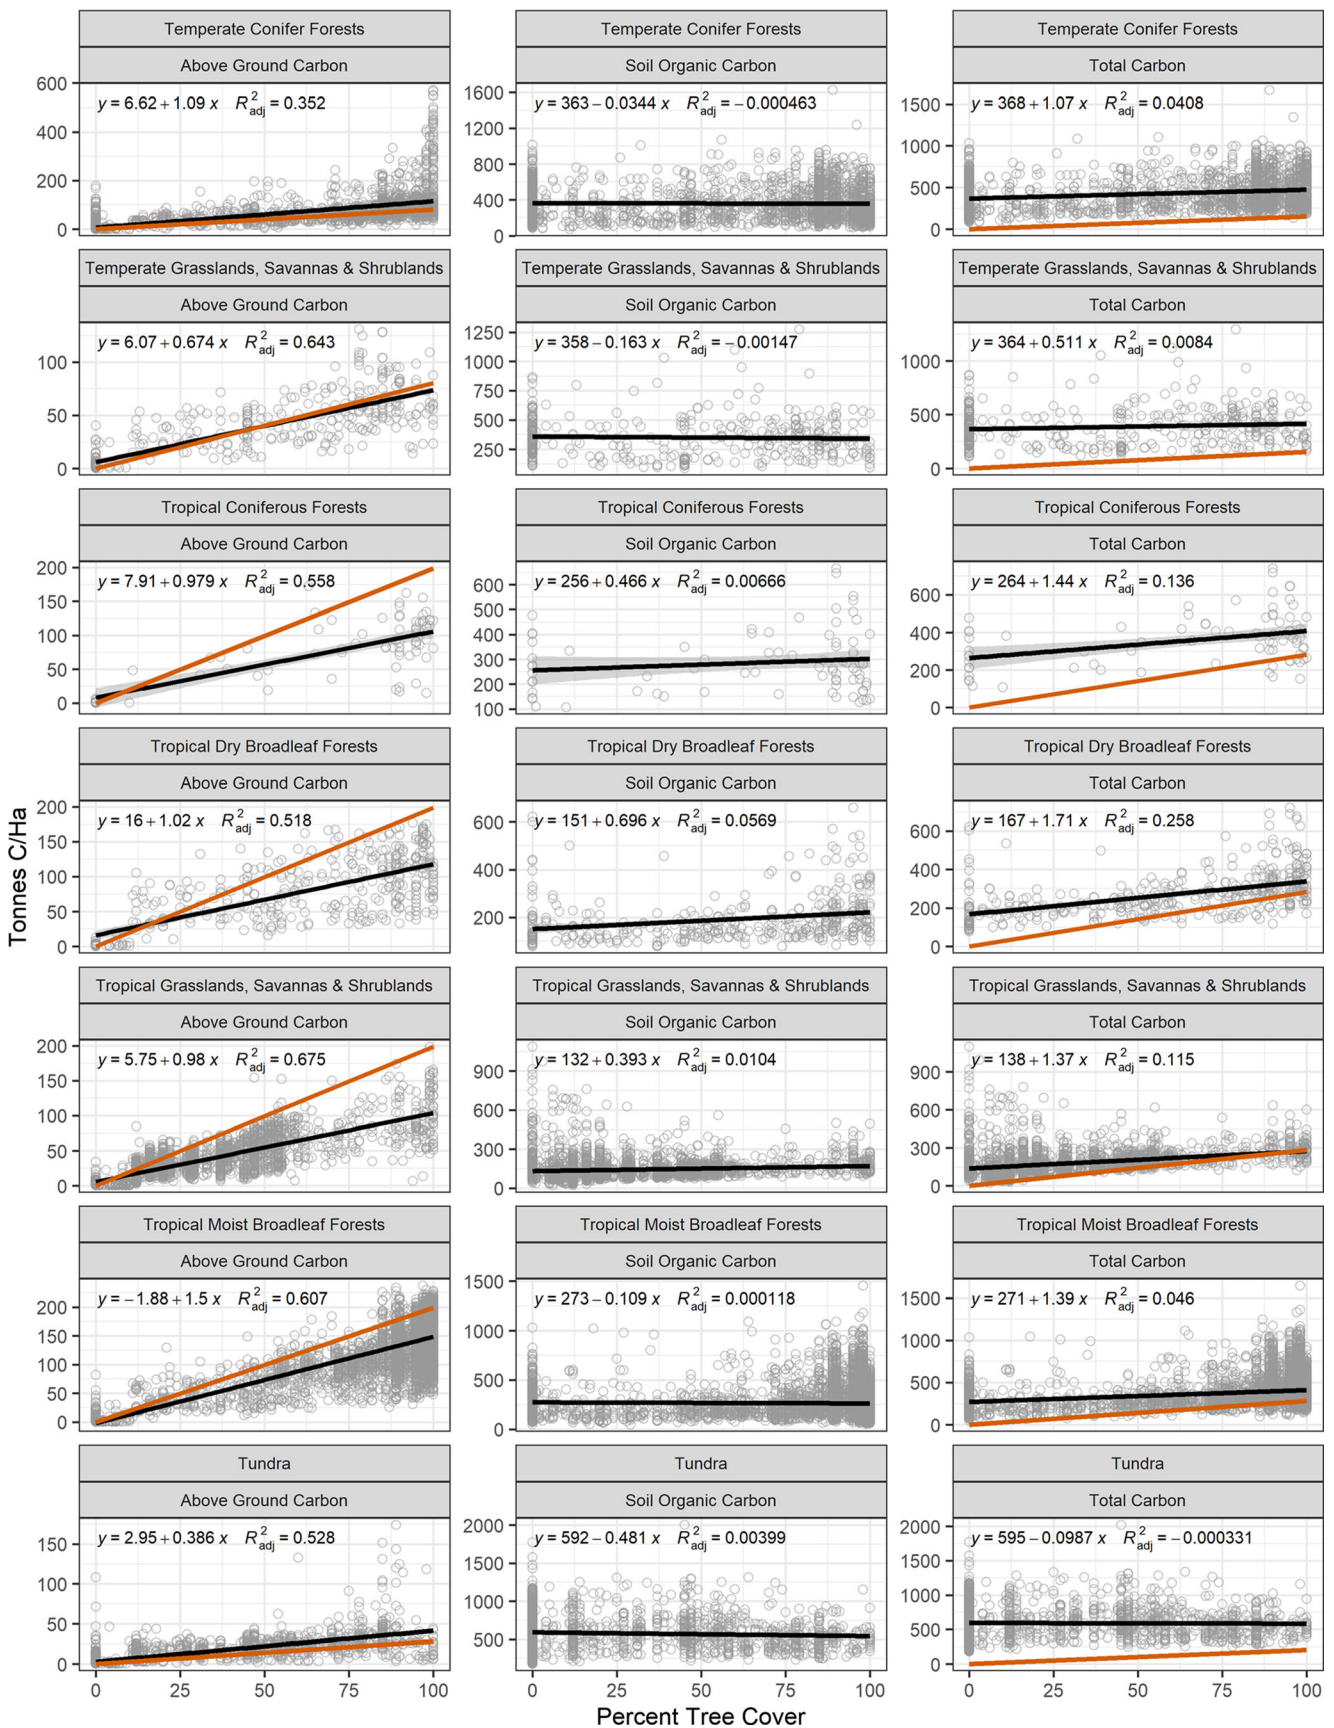 Temperate Conifer Forests Temperate Conifer Forests Temperate Conifer Forests
Above Ground Carbon Soil Organic Carbon Total Carbon
y = 6.62 + 1.09 x R²adj = 0.352
y = 363 − 0.0344 x R²adj = −0.000463
y = 368 + 1.07 x R²adj = 0.0408
600
400
200
0
1600
1200
800
400
0
1500
1000
500
0
Temperate Grasslands, Savannas & Shrublands Temperate Grasslands, Savannas & Shrublands Temperate Grasslands, Savannas & Shrublands
Above Ground Carbon Soil Organic Carbon Total Carbon
y = 6.07 + 0.674 x R²adj = 0.643
y = 358 − 0.163 x R²adj = −0.00147
y = 364 + 0.511 x R²adj = 0.0084
100
50
0
1250
1000
750
500
250
1000
500
0
Tropical Coniferous Forests Tropical Coniferous Forests Tropical Coniferous Forests
Above Ground Carbon Soil Organic Carbon Total Carbon
y = 7.91 + 0.979 x R²adj = 0.558
y = 256 + 0.466 x R²adj = 0.00666
y = 264 + 1.44 x R²adj = 0.136
200
150
100
50
0
600
500
400
300
200
100
600
400
200
0
Tropical Dry Broadleaf Forests Tropical Dry Broadleaf Forests Tropical Dry Broadleaf Forests
Above Ground Carbon Soil Organic Carbon Total Carbon
y = 16 + 1.02 x R²adj = 0.518
y = 151 + 0.696 x R²adj = 0.0569
y = 167 + 1.71 x R²adj = 0.258
200
150
100
50
0
600
400
200
600
400
200
0
Tonnes C/Ha
Tropical Grasslands, Savannas & Shrublands Tropical Grasslands, Savannas & Shrublands Tropical Grasslands, Savannas & Shrublands
Above Ground Carbon Soil Organic Carbon Total Carbon
y = 5.75 + 0.98 x R²adj = 0.675
y = 132 + 0.393 x R²adj = 0.0104
y = 138 + 1.37 x R²adj = 0.115
200
150
100
50
0
900
600
300
0
900
600
300
0
Tropical Moist Broadleaf Forests Tropical Moist Broadleaf Forests Tropical Moist Broadleaf Forests
Above Ground Carbon Soil Organic Carbon Total Carbon
y = −1.88 + 1.5 x R²adj = 0.607
y = 273 − 0.109 x R²adj = 0.000118
y = 271 + 1.39 x R²adj = 0.046
200
150
100
50
0
1500
1000
500
0
1500
1000
500
0
Tundra Tundra Tundra
Above Ground Carbon Soil Organic Carbon Total Carbon
y = 2.95 + 0.386 x R²adj = 0.528
y = 592 − 0.481 x R²adj = 0.00399
y = 595 − 0.0987 x R²adj = −0.000331
150
100
50
0
2000
1500
1000
500
2000
1500
1000
500
0
0 25 50 75 100 0 25 50 75 100 0 25 50 75 100
Percent Tree Cover